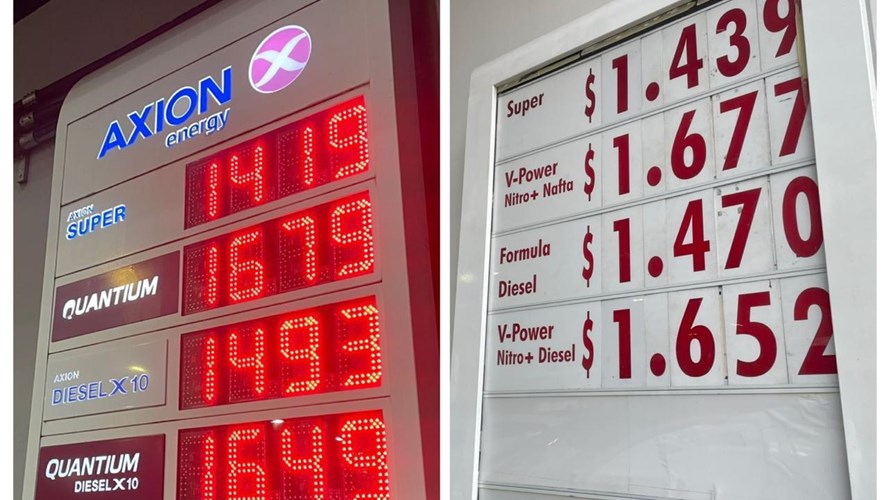 AXION
energy
AXION
SUPER
1419
QUANTIUM
1679
AXION
DIESEL X10
1493
QUANTIUM
DIESEL X10
1649
Super $1.439
V-Power
Nitro+ Nafta $1.677
Formula
Diesel $1.470
V-Power
Nitro+ Diesel $1.652